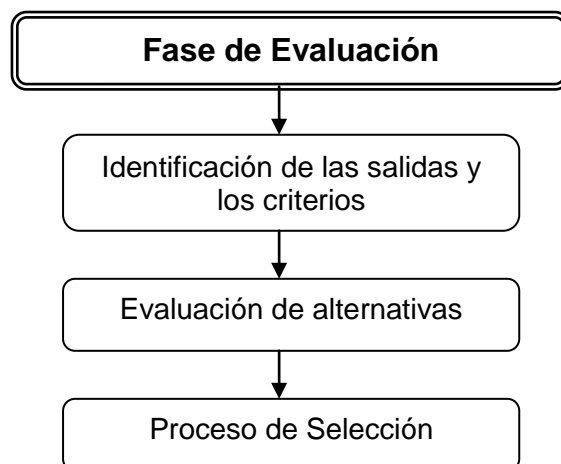 Fase de Evaluación
Identificación de las salidas y
los criterios
Evaluación de alternativas
Proceso de Selección